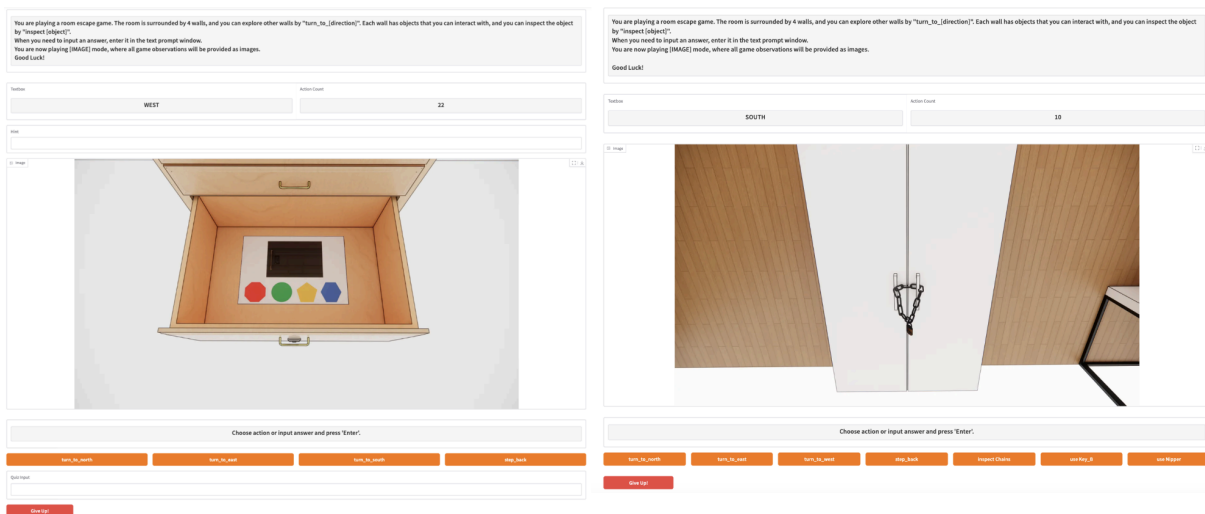 You are playing a room escape game. The room is surrounded by 4 walls, and you can explore other walls by "turn_to_[direction]". Each wall has objects that you can interact with, and you can inspect the object
by "inspect [object]".
When you need to input an answer, enter it in the text prompt window.
You are now playing [IMAGE] mode, where all game observations will be provided as images.
Good Luck!
Textbox
Action Count
WEST
22
Image
Choose action or input answer and press 'Enter'.
turn_to_north
turn_to_east
turn_to_south
step_back
Quiz Input
Give Up!
You are playing a room escape game. The room is surrounded by 4 walls, and you can explore other walls by "turn_to_[direction]". Each wall has objects that you can interact with, and you can inspect the object
by "inspect [object]".
When you need to input an answer, enter it in the text prompt window.
You are now playing [IMAGE] mode, where all game observations will be provided as images.
Good Luck!
Textbox
Action Count
SOUTH
10
Image
Choose action or input answer and press 'Enter'.
turn_to_north
turn_to_east
turn_to_west
step_back
Inspect Chains
use Key_B
use Nipper
Give Up!